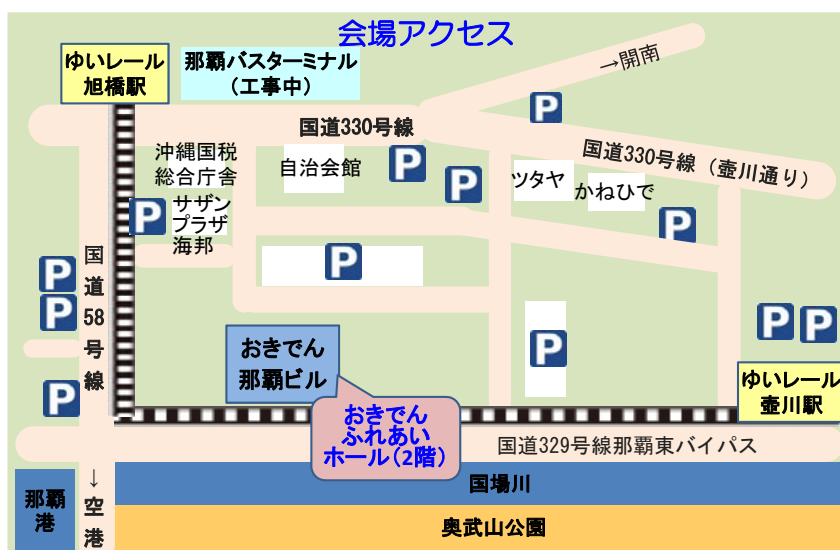 会場アクセス
ゆいレール
旭橋駅
那覇バスターミナル
（工事中）
→開南
P
国道330号線
国道330号線（壺川通り）
沖縄国税
総合庁舎
自治会館
P
P
ツタヤ
かねひで
P
サザン
プラザ
海邦
P
P
P
P
国道58号線
P
P
P
おきでん
那覇ビル
P
ゆいレール
壺川駅
P
おきでん
ふれあい
ホール（2階）
国道329号線那覇東バイパス
↓空港
那覇
港
国場川
奥武山公園